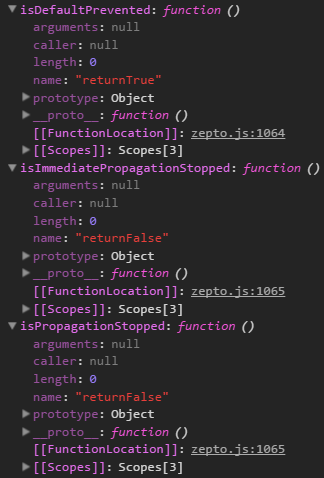 isDefaultPrevented: function ()
arguments: null
caller: null
length: 0
name: "returnTrue"
prototype: Object
__proto__: function ()
[[FunctionLocation]]: zepto.js:1064
[[Scopes]]: Scopes[3]
isImmediatePropagationStopped: function ()
arguments: null
caller: null
length: 0
name: "returnFalse"
prototype: Object
__proto__: function ()
[[FunctionLocation]]: zepto.js:1065
[[Scopes]]: Scopes[3]
isPropagationStopped: function ()
arguments: null
caller: null
length: 0
name: "returnFalse"
prototype: Object
__proto__: function ()
[[FunctionLocation]]: zepto.js:1065
[[Scopes]]: Scopes[3]